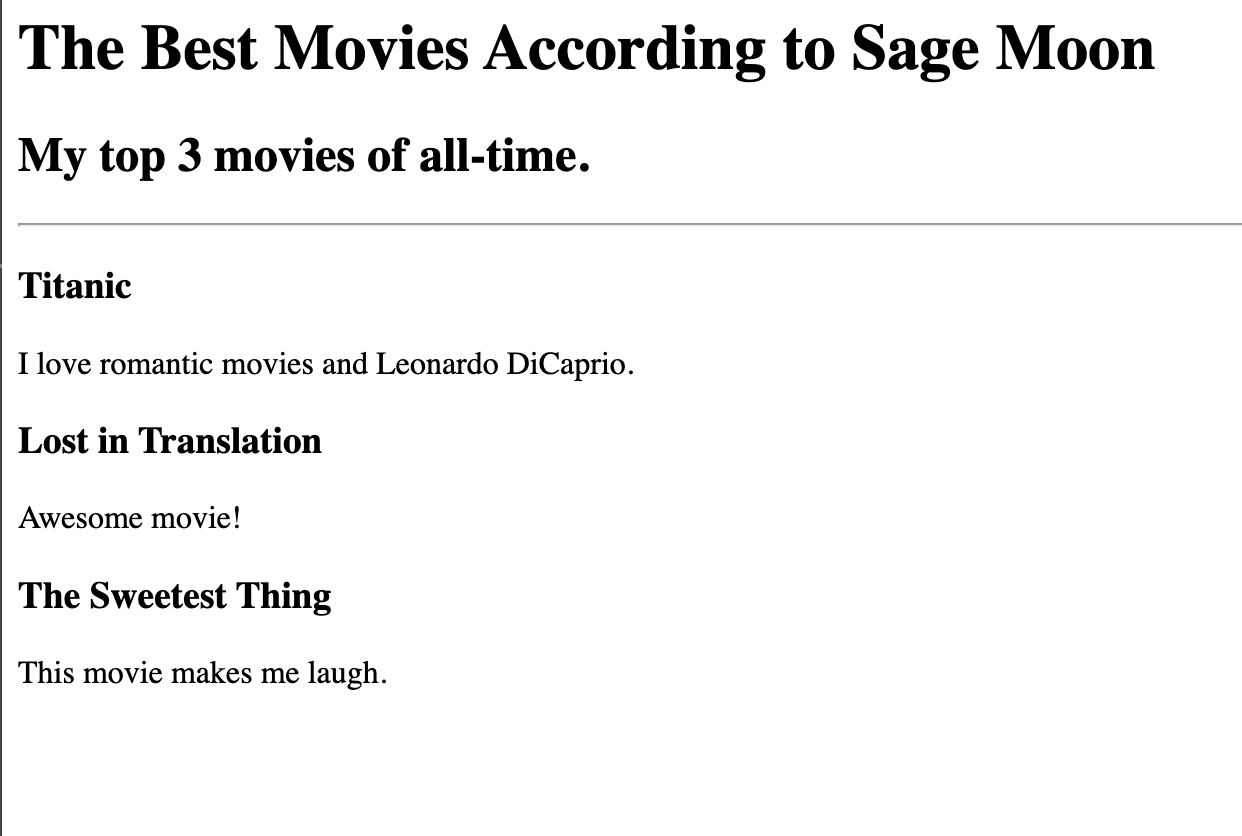 The Best Movies According to Sage Moon
My top 3 movies of all-time.
Titanic
I love romantic movies and Leonardo DiCaprio.
Lost in Translation
Awesome movie!
The Sweetest Thing
This movie makes me laugh.